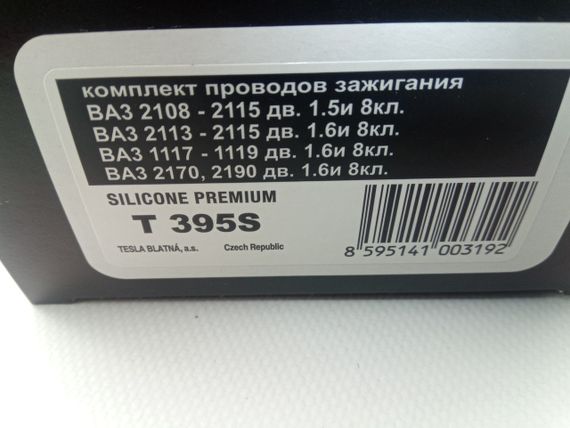 комплект проводов зажигания
ВАЗ 2108 - 2115 дв. 1.5и 8кл.
ВАЗ 2113 - 2115 дв. 1.6и 8кл.
ВАЗ 1117 - 1119 дв. 1.6и 8кл.
ВАЗ 2170, 2190 дв. 1.6и 8кл.
SILICONE PREMIUM
T 395S
TESLA BLATNÁ, a.s. Czech Republic
8 595141 003192